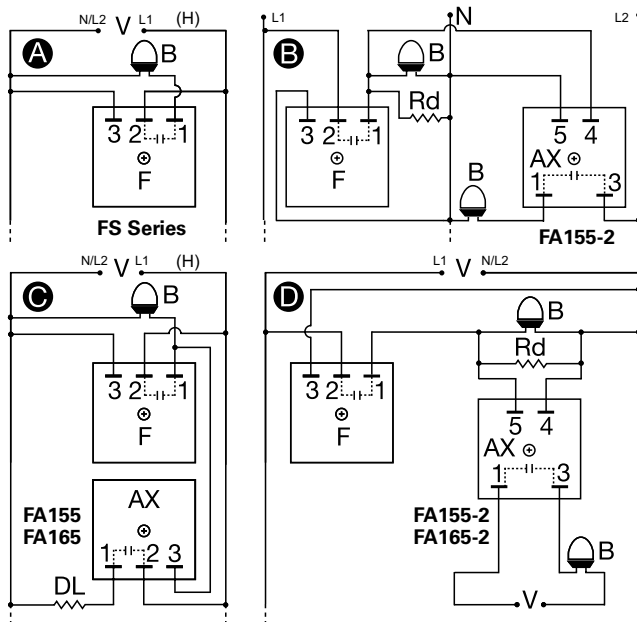 N/L2 V L1 (H)
A
B
3 2 1
F
FS Series
L1 N L2
B
B
Rd
3 2 1
F
5 4
AX
B
1 3
FA155-2
N/L2 V L1 (H)
C
B
3 2 1
F
FA155
FA165
AX
1 2 3
DL
L1 V N/L2
D
B
Rd
3 2 1
F
5 4
AX
1 3
FA155-2
FA165-2
B
V